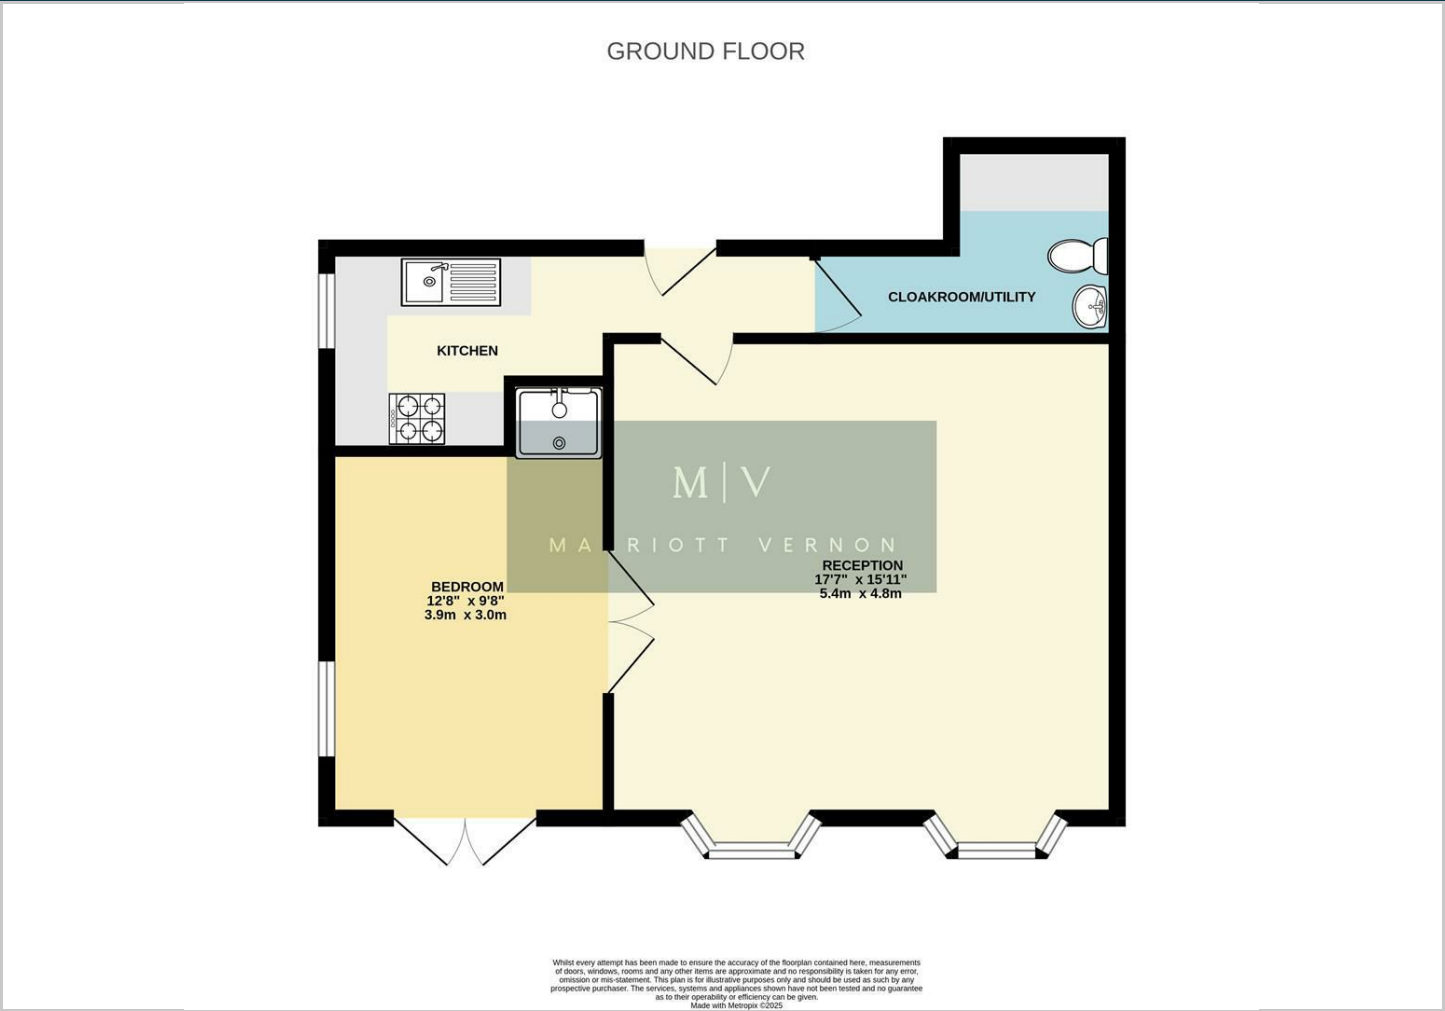 GROUND FLOOR
CLOAKROOM/UTILITY
KITCHEN
M|V
MARRIOTT VERNON
RECEPTION
17'7" x 15'11"
5.4m x 4.8m
BEDROOM
12'8" x 9'8"
3.9m x 3.0m
Whilst every attempt has been made to ensure the accuracy of the floorplan contained here, measurements
of doors, windows, rooms and any other items are approximate and no responsibility is taken for any error,
omission or mis-statement. This plan is for illustrative purposes only and should be used as such by any
prospective purchaser. The services, systems and appliances shown have not been tested and no guarantee
as to their operability or efficiency can be given.
Made with Metropix ©2025